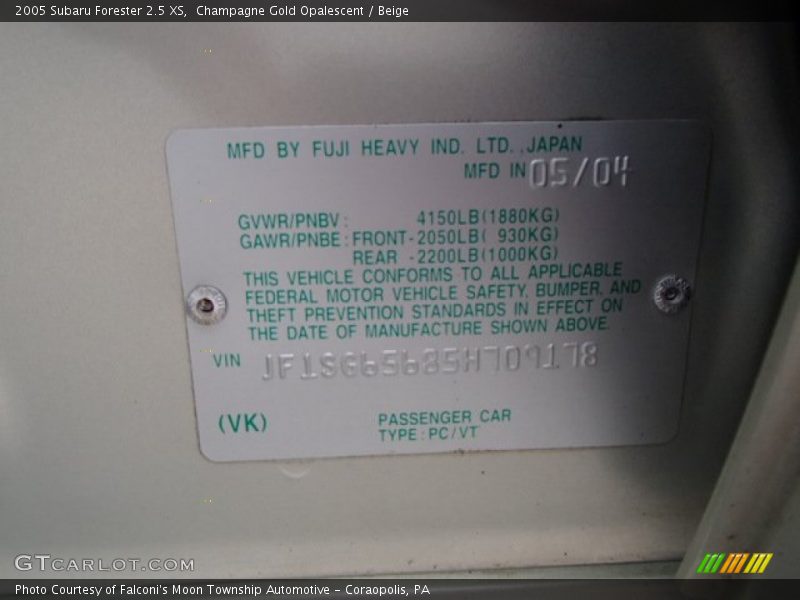 2005 Subaru Forester 2.5 XS, Champagne Gold Opalescent / Beige
MFD BY FUJI HEAVY IND. LTD. ,JAPAN
MFD IN 05/04
GVWR/PNBV: 4150LB(1880KG)
GAWR/PNBE: FRONT-2050LB( 930KG)
REAR -2200LB(1000KG)
THIS VEHICLE CONFORMS TO ALL APPLICABLE
FEDERAL MOTOR VEHICLE SAFETY, BUMPER, AND
THEFT PREVENTION STANDARDS IN EFFECT ON
THE DATE OF MANUFACTURE SHOWN ABOVE.
VIN JF1SG65685H709178
(VK) PASSENGER CAR
TYPE:PC/VT
GTCARLOT.COM
Photo Courtesy of Falconi's Moon Township Automotive - Coraopolis, PA